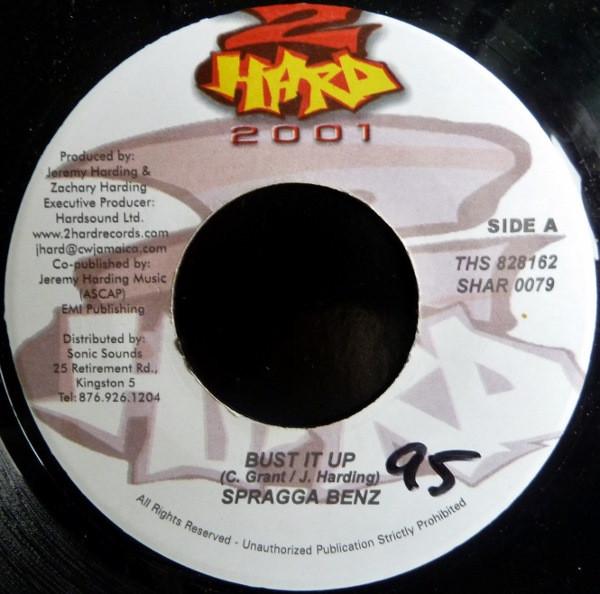 2
HARD
2001
Produced by:
Jeremy Harding &
Zachary Harding
Executive Producer:
Hardsound Ltd.
www.2hardrecords.com
jhard@cwjamaica.com
Co-published by:
Jeremy Harding Music
(ASCAP)
EMI Publishing
Distributed by:
Sonic Sounds
25 Retirement Rd.,
Kingston 5
Tel: 876.926.1204
SIDE A
THS 828162
SHAR 0079
HARD
BUST IT UP
(C. Grant / J. Harding)
SPRAGGA BENZ
95
All Rights Reserved - Unauthorized Publication Strictly Prohibited